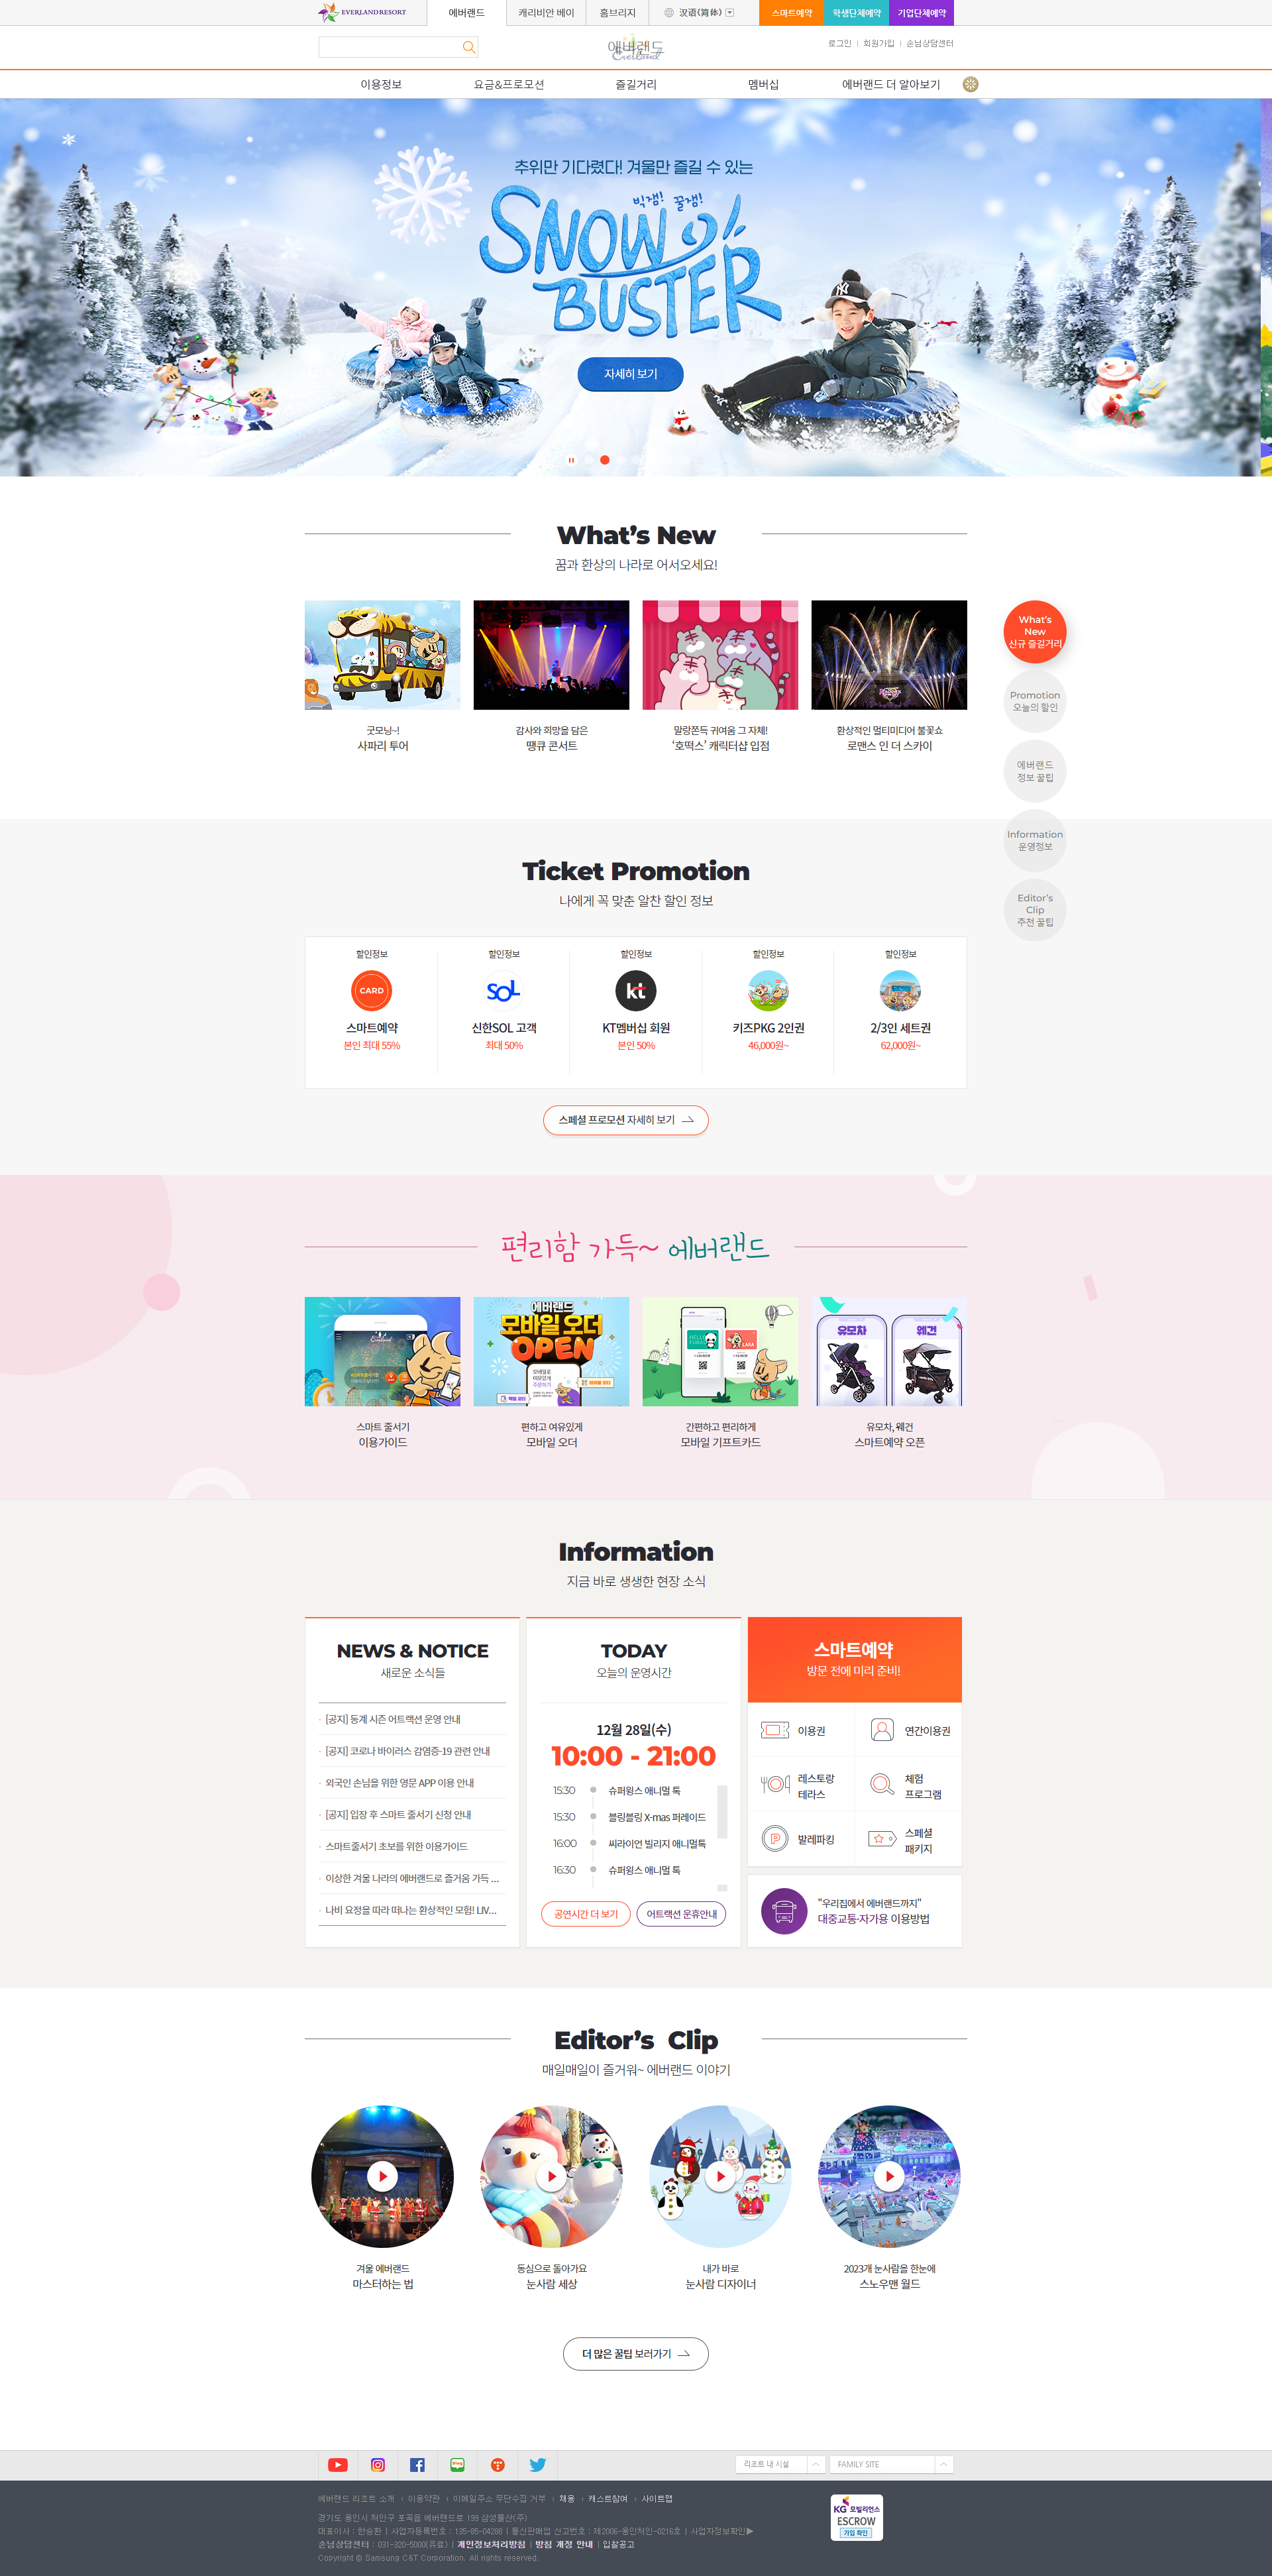 EVERLAND RESORT
에버랜드
캐리비안 베이
홈브리지
汉语(简体)
스마트예약
학생단체예약
기업단체예약
에버랜드
Everland
로그인
회원가입
손님상담센터
이용정보
요금&프로모션
즐길거리
멤버십
에버랜드 더 알아보기
추위만 기다렸다! 겨울만 즐길 수 있는
빅잼! 꿀잼!
SNOW
BUSTER
자세히 보기
What's New
꿈과 환상의 나라로 어서오세요!
굿모닝~!
사파리 투어
감사와 희망을 담은
땡큐 콘서트
말랑쫀득 귀여움 그 자체!
'호떡스' 캐릭터샵 입점
환상적인 멀티미디어 불꽃쇼
로맨스 인 더 스카이
What's
New
신규 즐길거리
Promotion
오늘의 할인
에버랜드
정보 꿀팁
Information
운영정보
Editor's
Clip
추천 꿀팁
Ticket Promotion
나에게 꼭 맞춘 알찬 할인 정보
할인정보
CARD
스마트예약
본인 최대 55%
할인정보
SOL
신한SOL 고객
최대 50%
할인정보
kt
KT멤버십 회원
본인 50%
할인정보
키즈PKG 2인권
46,000원~
할인정보
2/3인 세트권
62,000원~
스페셜 프로모션 자세히 보기
편리함 가득~ 에버랜드
에버랜드
모바일 오더
OPEN
유모차
웨건
스마트 줄서기
이용가이드
편하고 여유있게
모바일 오더
간편하고 편리하게
모바일 기프트카드
유모차, 웨건
스마트예약 오픈
Information
지금 바로 생생한 현장 소식
NEWS & NOTICE
새로운 소식들
· [공지] 동계 시즌 어트랙션 운영 안내
· [공지] 코로나 바이러스 감염증-19 관련 안내
· 외국인 손님을 위한 영문 APP 이용 안내
· [공지] 입장 후 스마트 줄서기 신청 안내
· 스마트줄서기 초보를 위한 이용가이드
· 이상한 겨울 나라의 에버랜드로 즐거움 가득 ...
· 나비 요정을 따라 떠나는 환상적인 모험! LIV...
TODAY
오늘의 운영시간
12월 28일(수)
10:00 - 21:00
15:30 슈퍼윙스 애니멀 톡
15:30 블링블링 X-mas 퍼레이드
16:00 씨라이언 빌리지 애니멀톡
16:30 슈퍼윙스 애니멀 톡
공연시간 더 보기
어트랙션 운휴안내
스마트예약
방문 전에 미리 준비!
이용권
연간이용권
레스토랑
테라스
체험
프로그램
발레파킹
스페셜
패키지
"우리집에서 에버랜드까지"
대중교통·자가용 이용방법
Editor's Clip
매일매일이 즐거워~ 에버랜드 이야기
겨울 에버랜드
마스터하는 법
동심으로 돌아가요
눈사람 세상
내가 바로
눈사람 디자이너
2023개 눈사람을 한눈에
스노우맨 월드
더 많은 꿀팁 보러가기
blog
리조트 내 시설
FAMILY SITE
에버랜드 리조트 소개
이용약관
이메일주소 무단수집 거부
채용
캐스트참여
사이트맵
경기도 용인시 처인구 포곡읍 에버랜드로 199 삼성물산(주)
대표이사 : 한승환 | 사업자등록번호 : 135-85-04288 | 통신판매업 신고번호 : 제2006-용인처인-0216호 | 사업자정보확인▶
손님상담센터 : 031-320-5000(유료) | 개인정보처리방침 | 방침 개정 안내 | 입찰공고
Copyright © Samsung C&T Corporation. All rights reserved.
KG 모빌리언스
ESCROW
가입 확인